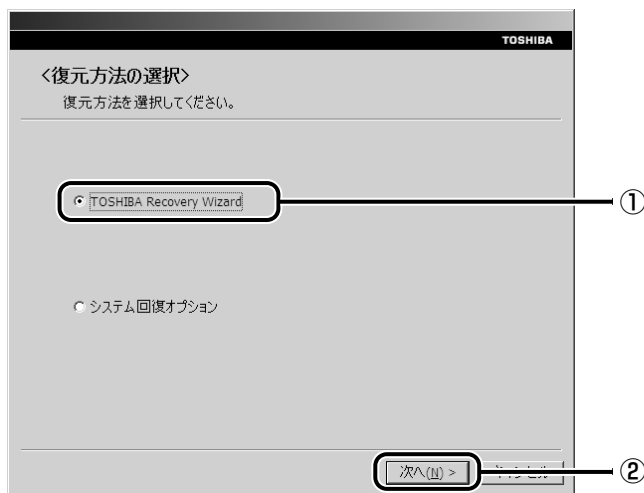 TOSHIBA
<復元方法の選択>
復元方法を選択してください。
TOSHIBA Recovery Wizard
①
システム回復オプション
次へ(N) >
②